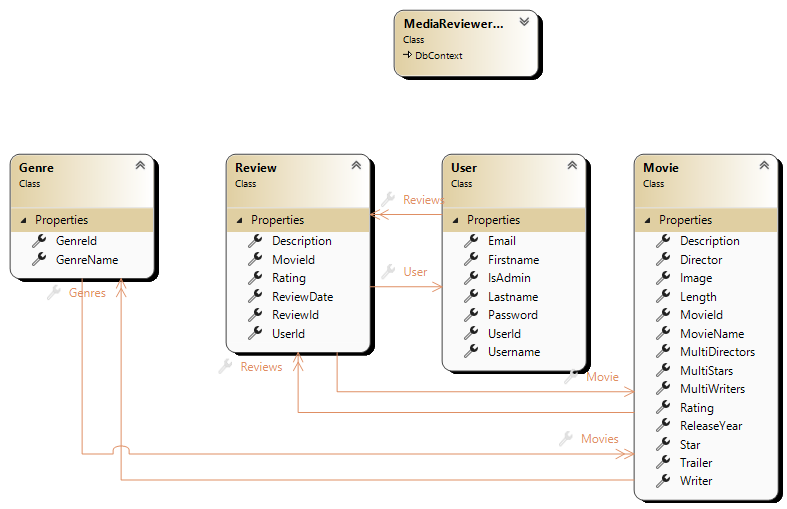 MediaReviewer...
Class
DbContext
Genre
Class
Properties
GenreId
GenreName
Genres
Review
Class
Properties
Description
MovieId
Rating
ReviewDate
ReviewId
UserId
Reviews
Reviews
User
User
Class
Properties
Email
Firstname
IsAdmin
Lastname
Password
UserId
Username
Movie
Movies
Movie
Class
Properties
Description
Director
Image
Length
MovieId
MovieName
MultiDirectors
MultiStars
MultiWriters
Rating
ReleaseYear
Star
Trailer
Writer